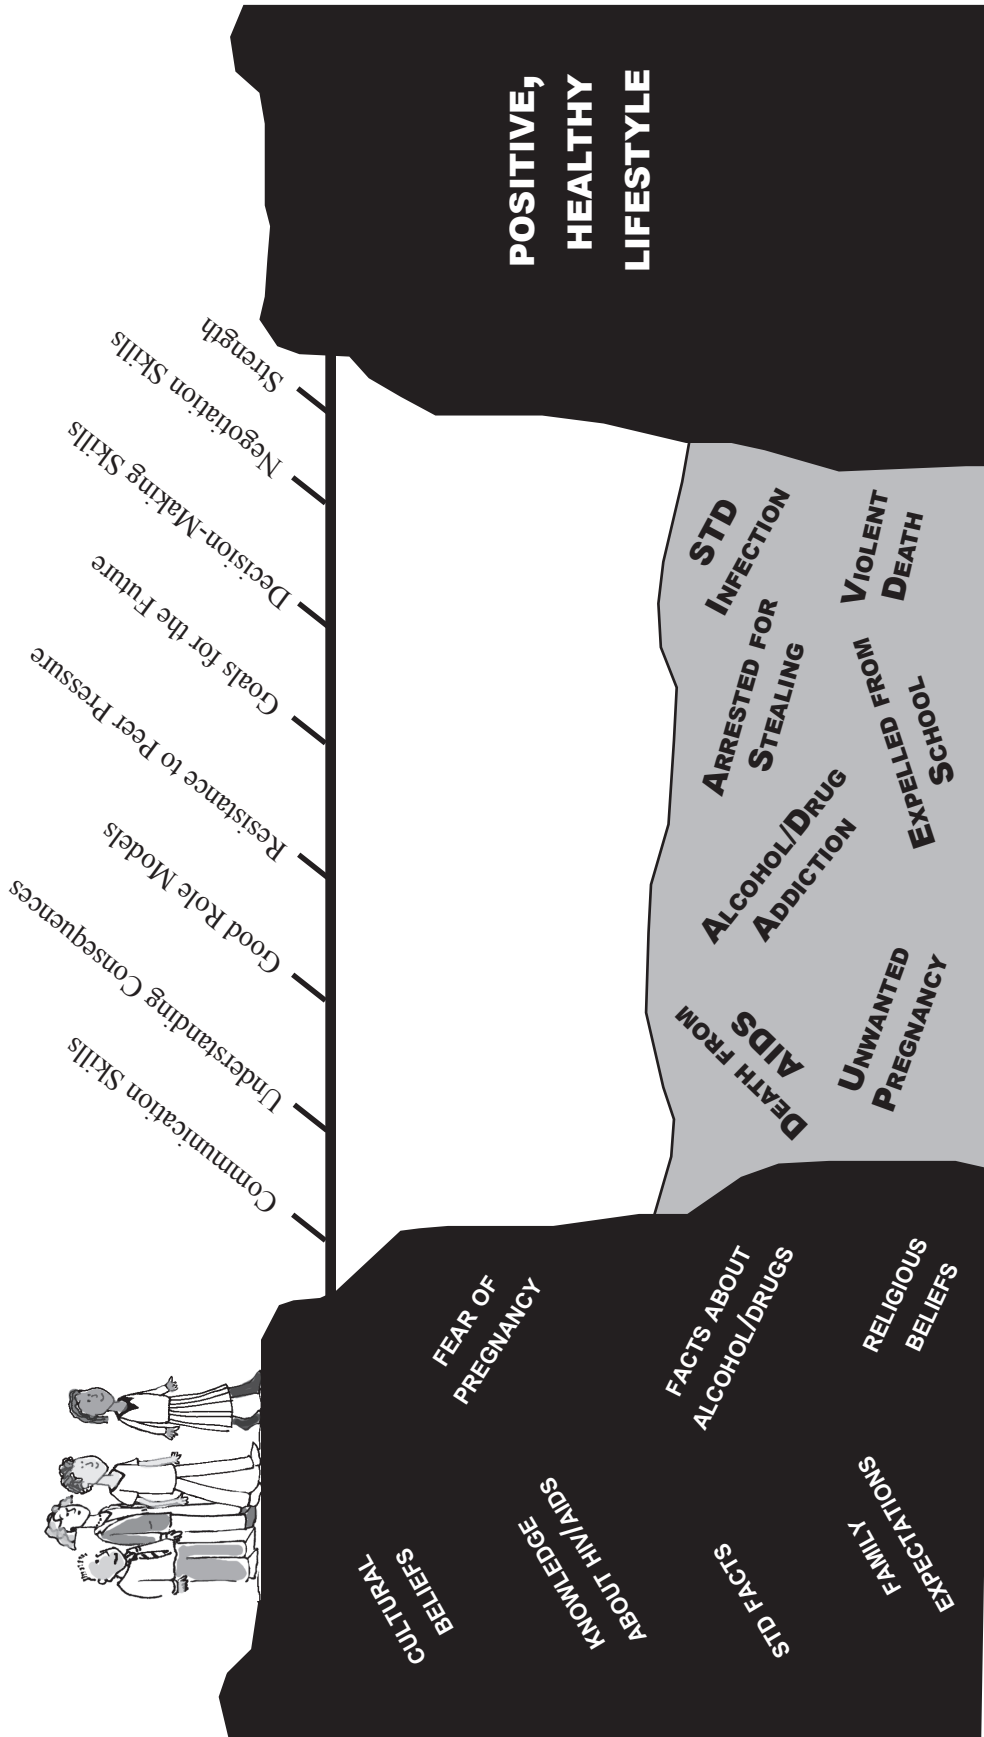 Communication Skills
Understanding Consequences
Good Role Models
Resistance to Peer Pressure
Goals for the Future
Decision-Making Skills
Negotiation Skills
Strength
POSITIVE,
HEALTHY
LIFESTYLE
CULTURAL
BELIEFS
FEAR OF
PREGNANCY
KNOWLEDGE
ABOUT HIV/AIDS
STD FACTS
FACTS ABOUT
ALCOHOL/DRUGS
FAMILY
EXPECTATIONS
RELIGIOUS
BELIEFS
DEATH FROM
AIDS
ALCOHOL/DRUG
ADDICTION
ARRESTED FOR
STEALING
STD
INFECTION
UNWANTED
PREGNANCY
EXPELLED FROM
SCHOOL
VIOLENT
DEATH